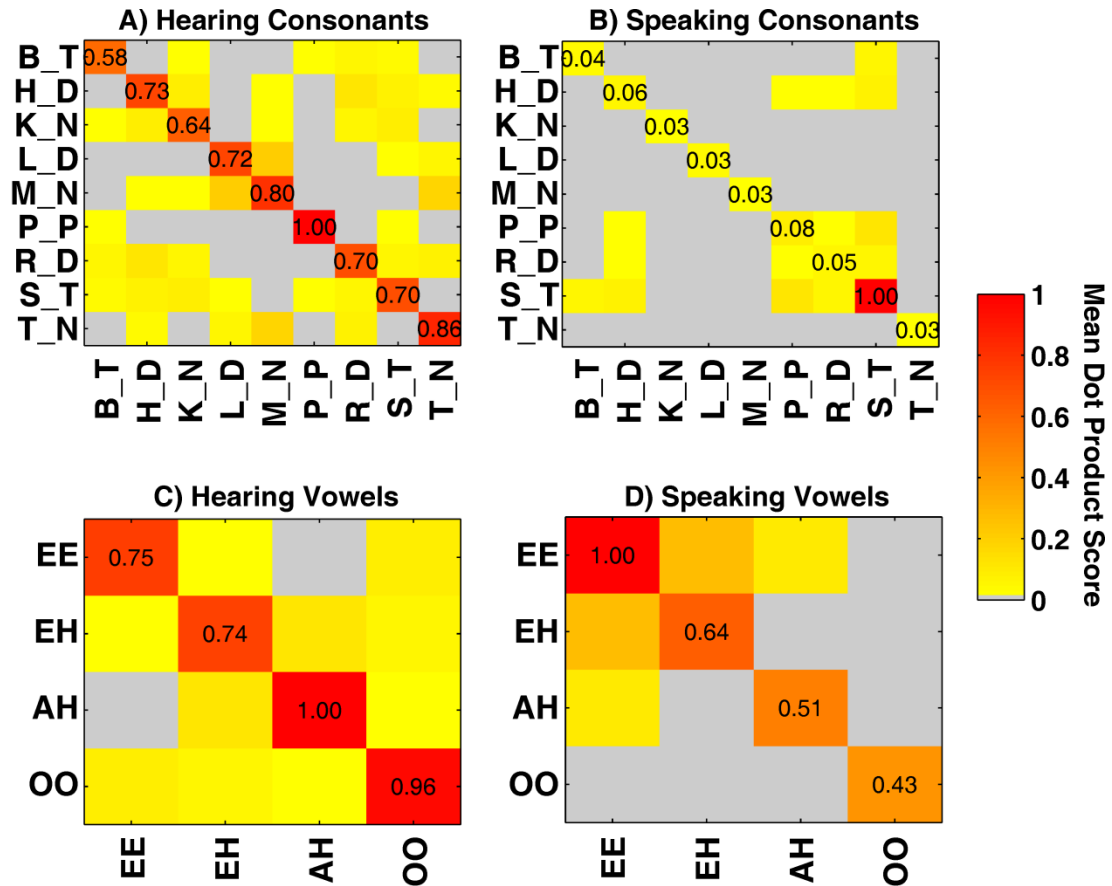 A) Hearing Consonants
B_T
H_D
K_N
L_D
M_N
P_P
R_D
S_T
T_N
0.58
0.73
0.64
0.72
0.80
1.00
0.70
0.70
0.86
B_T H_D K_N L_D M_N P_P R_D S_T T_N
B) Speaking Consonants
B_T
H_D
K_N
L_D
M_N
P_P
R_D
S_T
T_N
0.04
0.06
0.03
0.03
0.03
0.08
0.05
1.00
0.03
B_T H_D K_N L_D M_N P_P R_D S_T T_N
C) Hearing Vowels
EE
EH
AH
OO
0.75
0.74
1.00
0.96
EE EH AH OO
D) Speaking Vowels
EE
EH
AH
OO
1.00
0.64
0.51
0.43
EE EH AH OO
1
0.8
0.6
0.4
0.2
0
Mean Dot Product Score